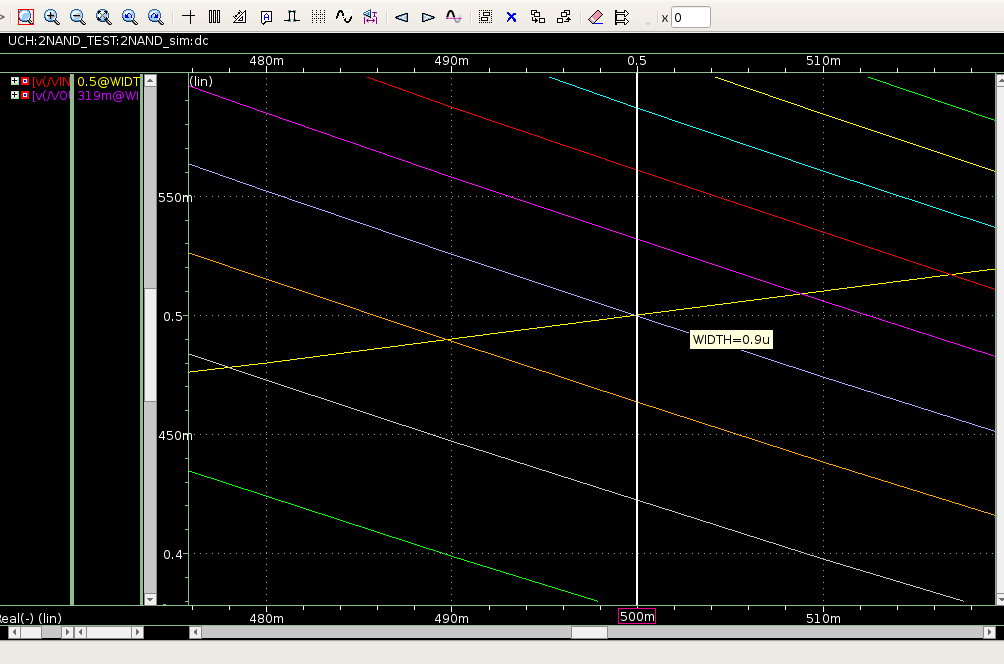 x 0
UCH:2NAND_TEST:2NAND_sim:dc
480m 490m 0.5 510m
[v(/VIN 0.5@WIDT
[v(/VO 319m@WI
(lin)
550m
0.5
WIDTH=0.9u
450m
0.4
eal(-) (lin) 480m 490m 500m 510m